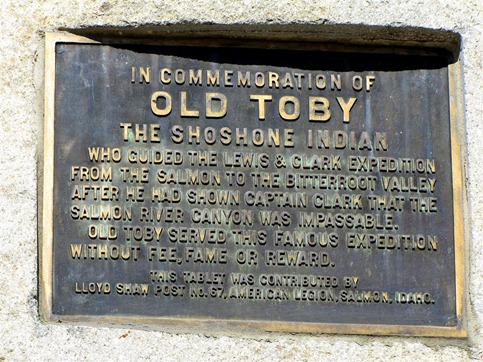 IN COMMEMORATION OF
OLD TOBY
THE SHOSHONE INDIAN
WHO GUIDED THE LEWIS & CLARK EXPEDITION
FROM THE SALMON TO THE BITTERROOT VALLEY
AFTER HE HAD SHOWN CAPTAIN CLARK THAT THE
SALMON RIVER CANYON WAS IMPASSABLE.
OLD TOBY SERVED THIS FAMOUS EXPEDITION
WITHOUT FEE, FAME OR REWARD.
THIS TABLET WAS CONTRIBUTED BY
LLOYD SHAW POST NO. 67, AMERICAN LEGION, SALMON, IDAHO.